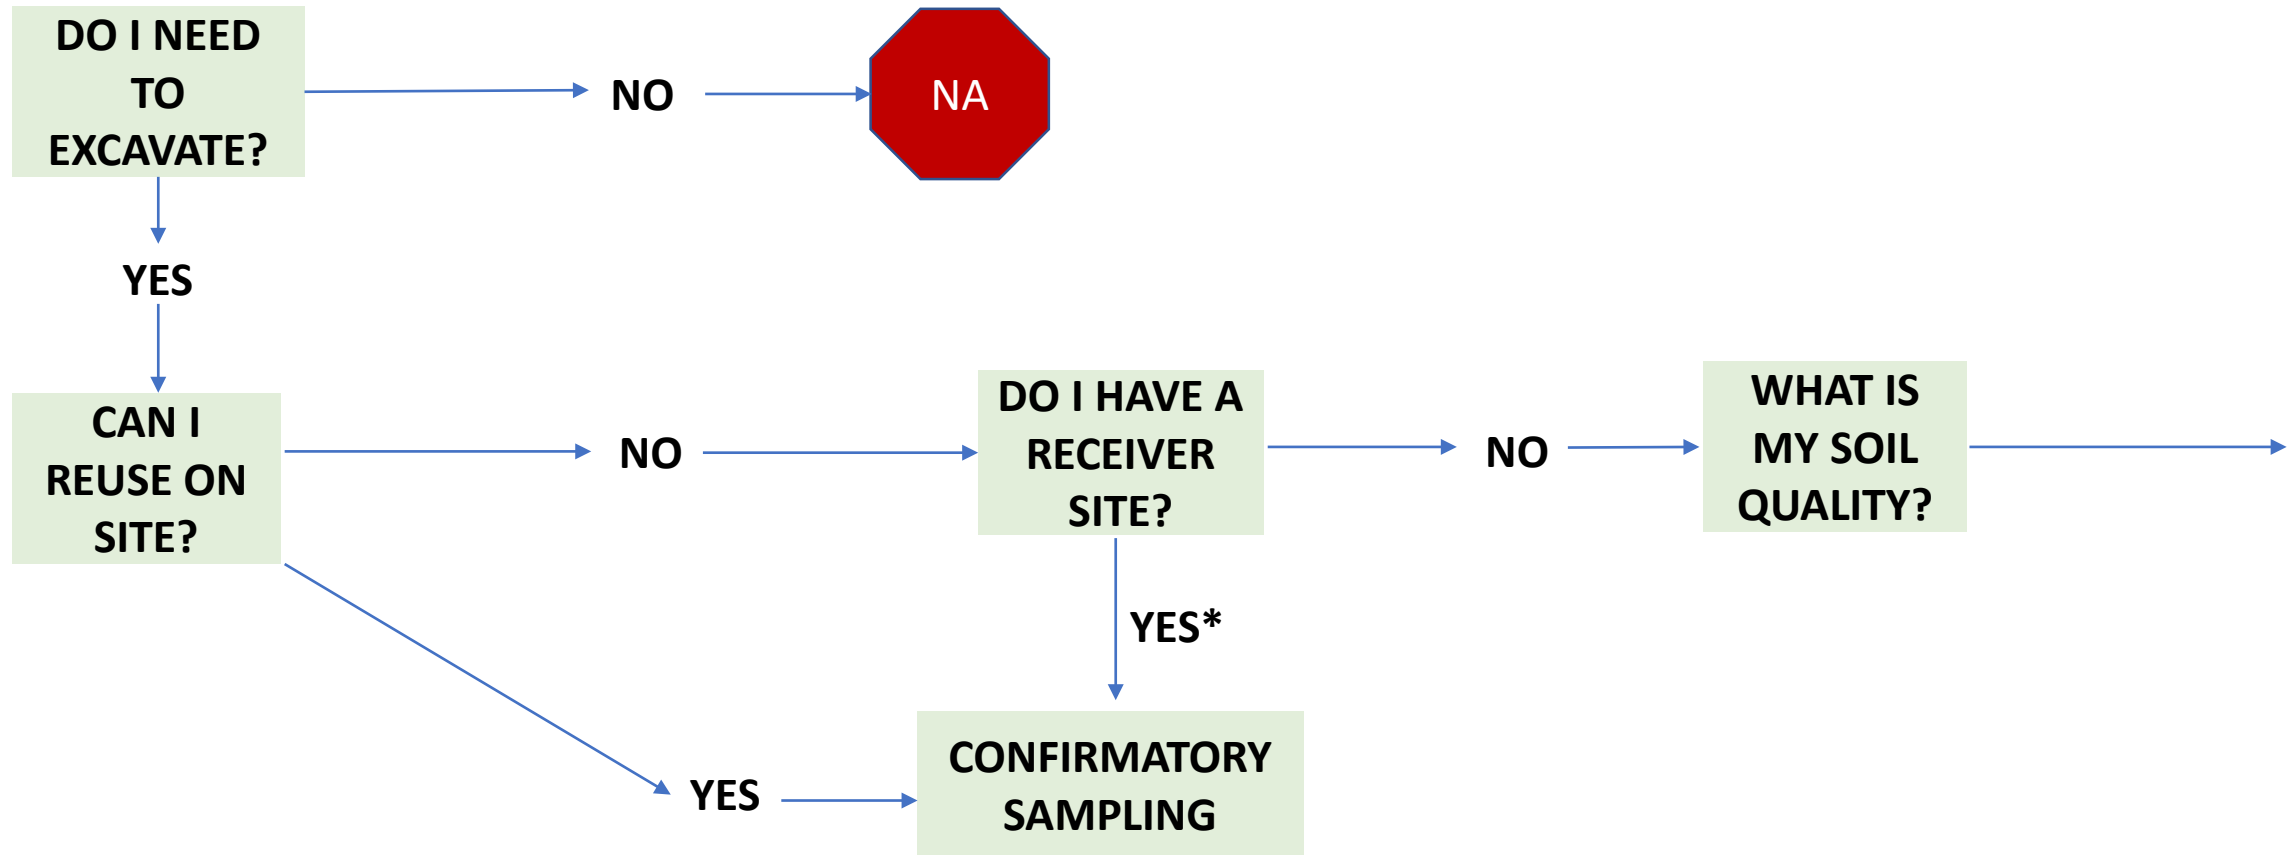 DO I NEED
TO
EXCAVATE?
NO
NA
YES
CAN I
REUSE ON
SITE?
NO
DO I HAVE A
RECEIVER
SITE?
NO
WHAT IS
MY SOIL
QUALITY?
YES*
YES
CONFIRMATORY
SAMPLING